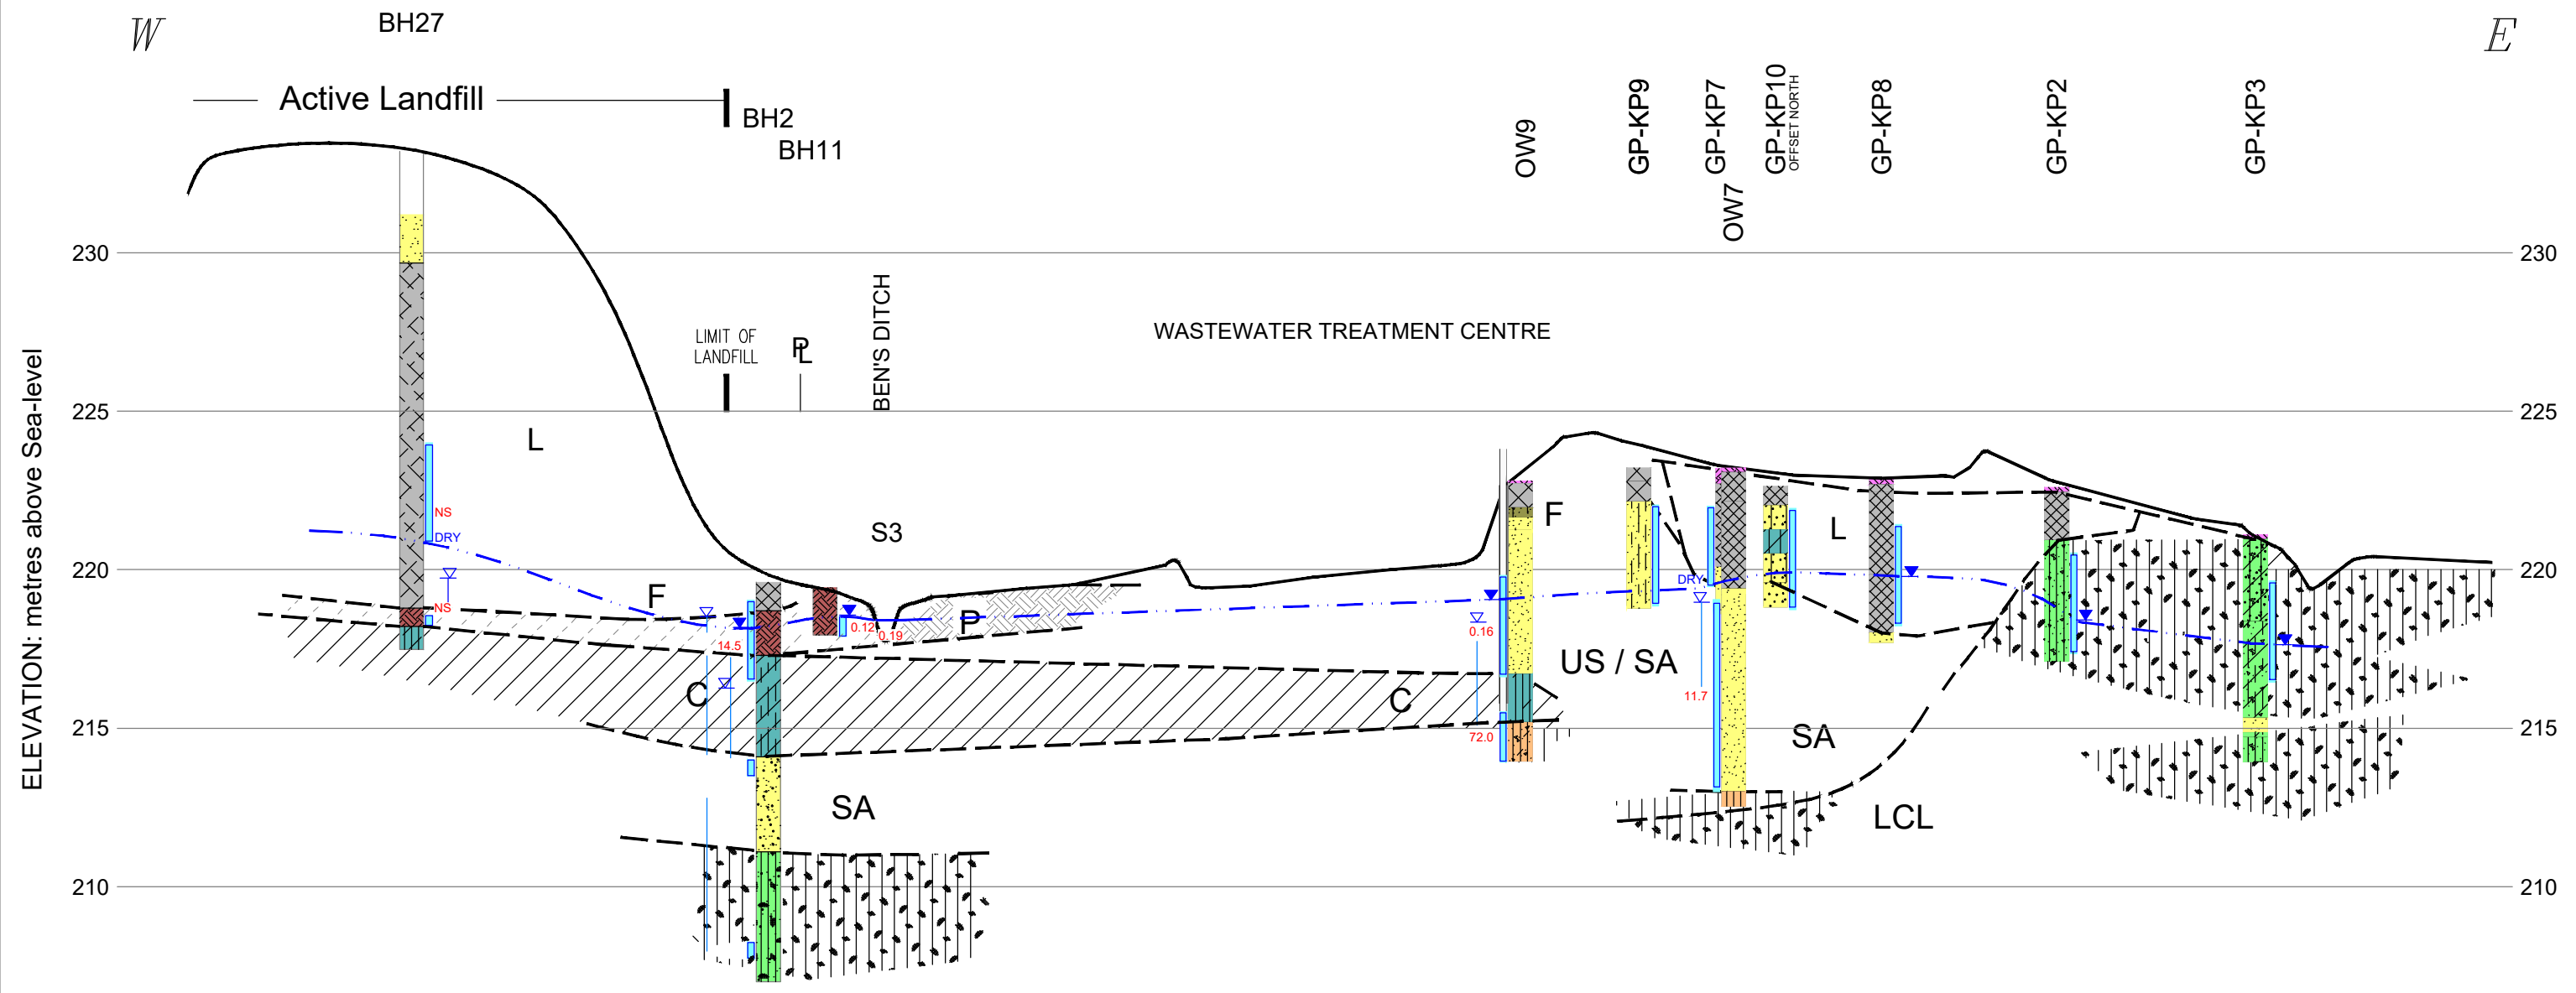 W
BH27
E
Active Landfill
BH2
BH11
OW9
GP-KP9
GP-KP7
OW7
GP-KP10
OFFSET NORTH
GP-KP8
GP-KP2
GP-KP3
230
230
LIMIT OF
LANDFILL
PL
BEN'S DITCH
WASTEWATER TREATMENT CENTRE
ELEVATION: metres above Sea-level
225
225
L
NS
DRY
S3
F
L
220
220
NS
F
DRY
14.5
0.12
0.19
P
0.16
US / SA
C
C
11.7
215
72.0
SA
215
SA
LCL
210
210